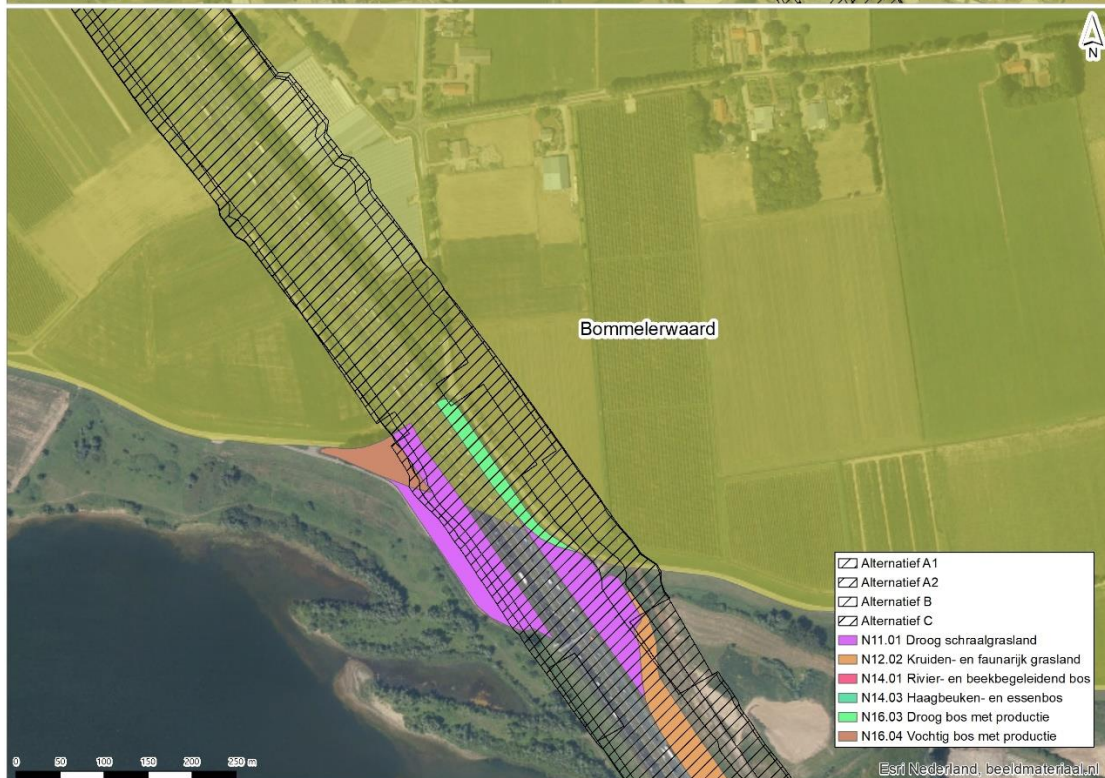 N
Bommelerwaard
Alternatief A1
Alternatief A2
Alternatief B
Alternatief C
N11.01 Droog schraalgrasland
N12.02 Kruiden- en faunarijk grasland
N14.01 Rivier- en beekbegeleidend bos
N14.03 Haagbeuken- en essenbos
N16.03 Droog bos met productie
N16.04 Vochtig bos met productie
0 50 100 150 200 250 m
Esri Nederland, beeldmateriaal.nl